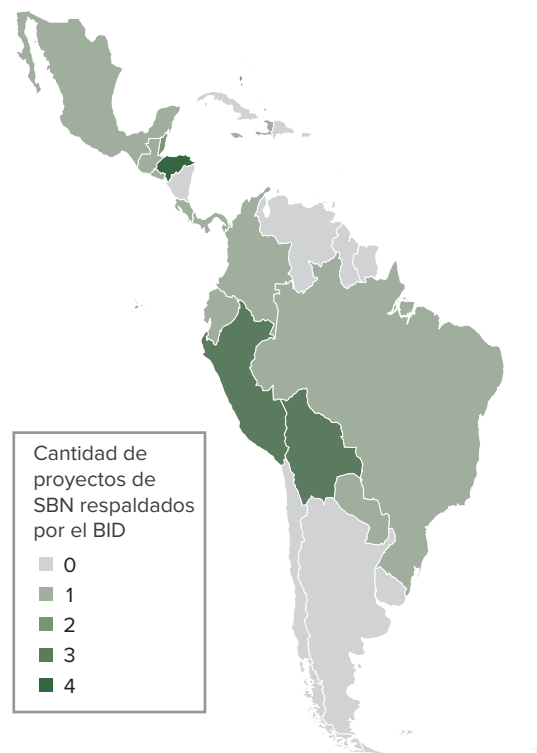 Cantidad de
proyectos de
SBN respaldados
por el BID
0
1
2
3
4